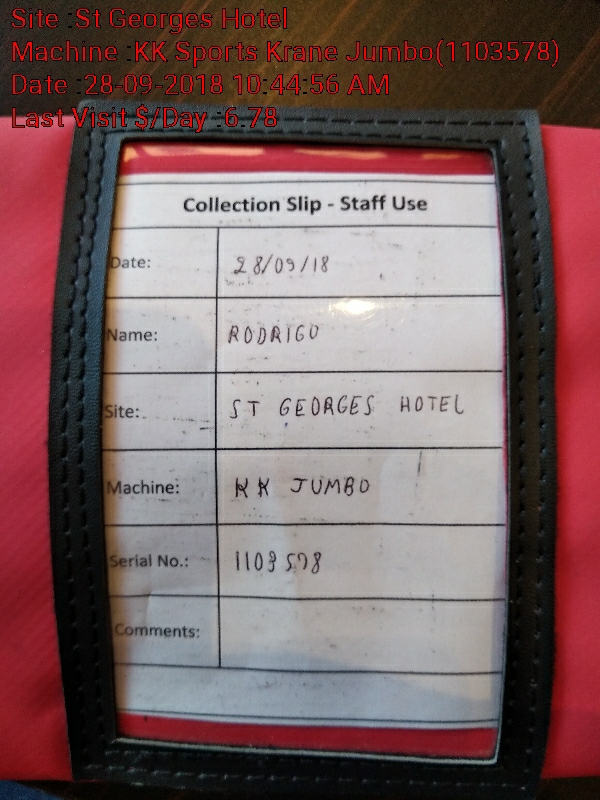 Site :St Georges Hotel
Machine :KK Sports Krane Jumbo(1103578)
Date :28-09-2018 10:44:56 AM
Last Visit $/Day :6.78
Collection Slip - Staff Use
Date: 28/09/18
Name: RODRIGO
Site: ST GEORGES HOTEL
Machine: KK JUMBO
Serial No.: 1103578
Comments: